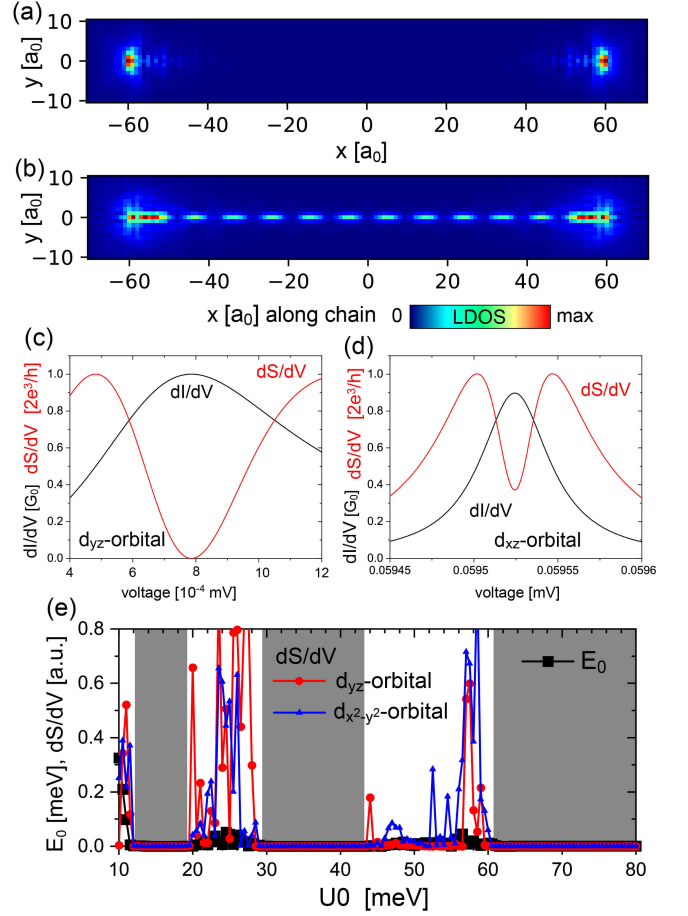 (a)
10
0
−10
y [a₀]
−60 −40 −20 0 20 40 60
x [a₀]
(b)
10
0
−10
y [a₀]
−60 −40 −20 0 20 40 60
x [a₀] along chain
0 LDOS max
(c)
dI/dV [G₀] dS/dV [2e³/h]
1.0
0.8
0.6
0.4
0.2
0.0
dI/dV
dS/dV
d_yz-orbital
4 6 8 10 12
voltage [10⁻⁴ mV]
(d)
dI/dV [G₀] dS/dV [2e³/h]
1.0
0.8
0.6
0.4
0.2
0.0
dS/dV
dI/dV
d_xz-orbital
0.05945 0.0595 0.05955 0.0596
voltage [mV]
(e)
E₀ [meV], dS/dV [a.u.]
0.8
0.6
0.4
0.2
0.0
dS/dV
d_yz-orbital
d_x²-y²-orbital
E₀
10 20 30 40 50 60 70 80
U0 [meV]